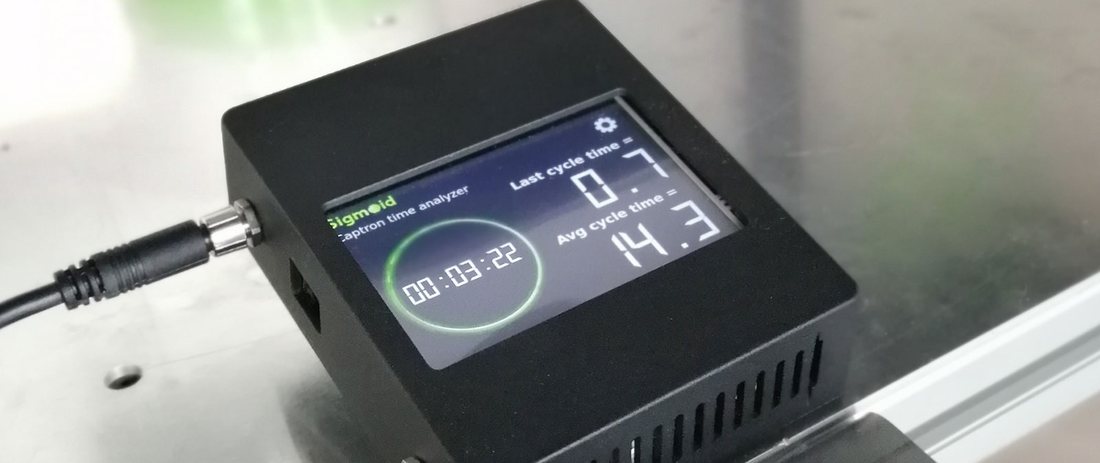 Sigmoid
Captron time analyzer
00:03:22
Last cycle time =
0.7
Avg cycle time =
14.3